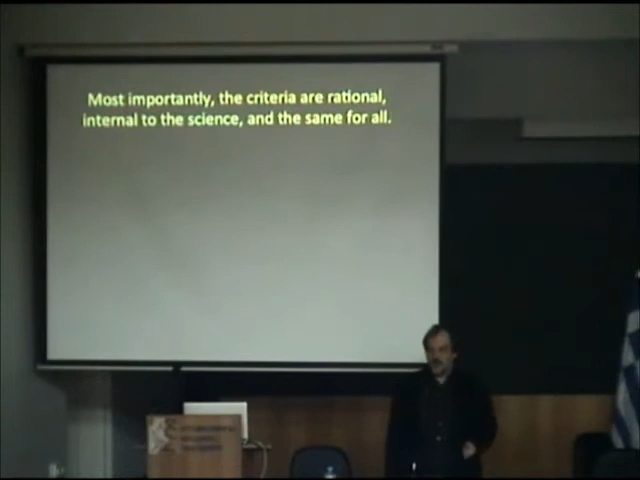 Most importantly, the criteria are rational,
internal to the science, and the same for all.